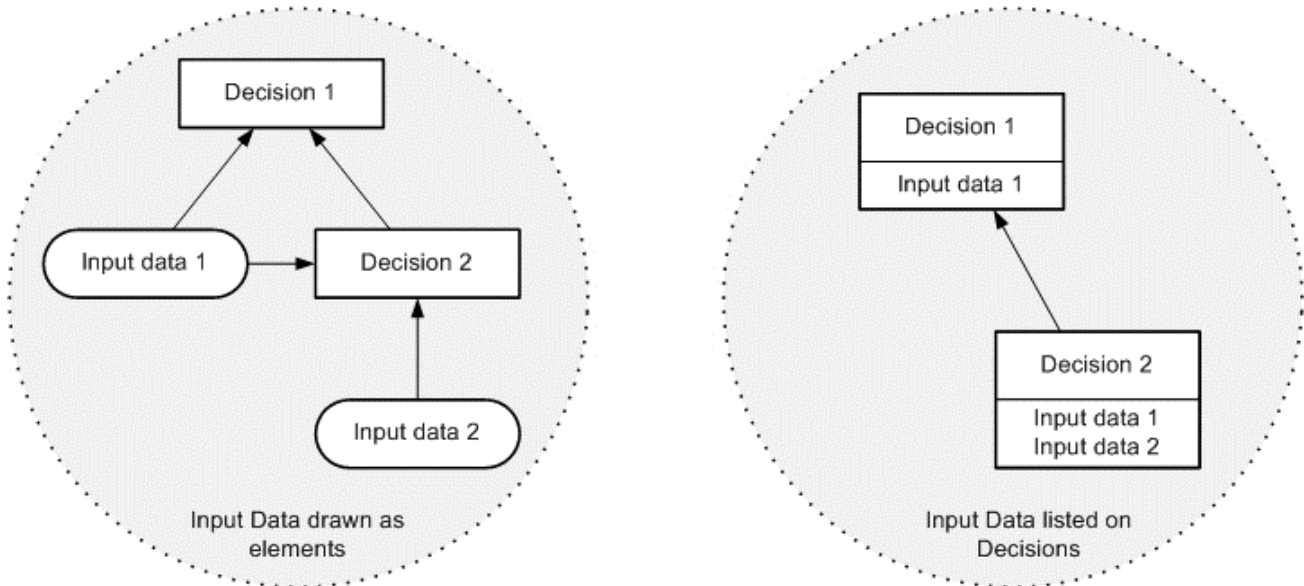 Decision 1
Input data 1
Decision 2
Input data 2
Input Data drawn as
elements
Decision 1
Input data 1
Decision 2
Input data 1
Input data 2
Input Data listed on
Decisions